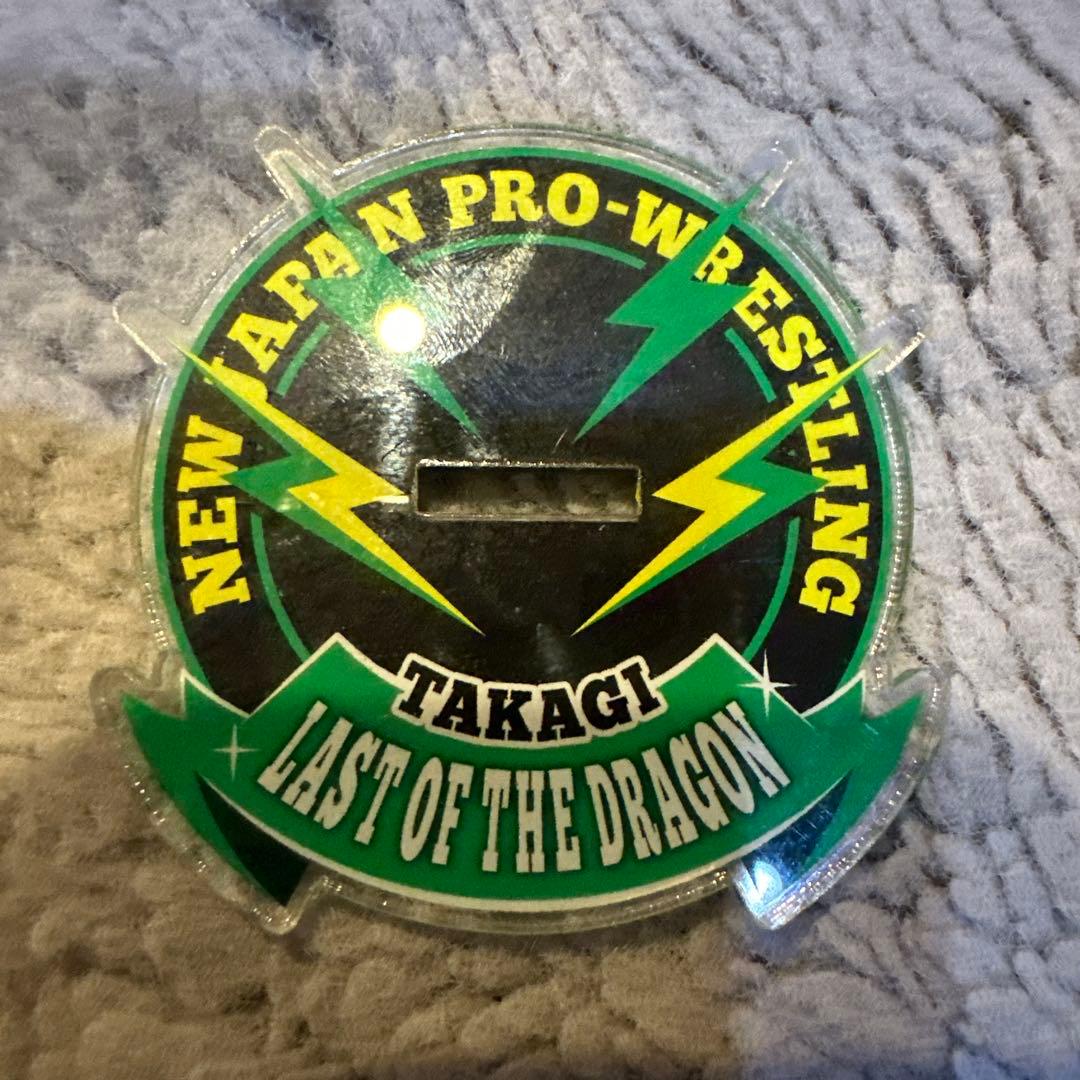 NEW JAPAN PRO-WRESTLING
TAKAGI
LAST OF THE DRAGON